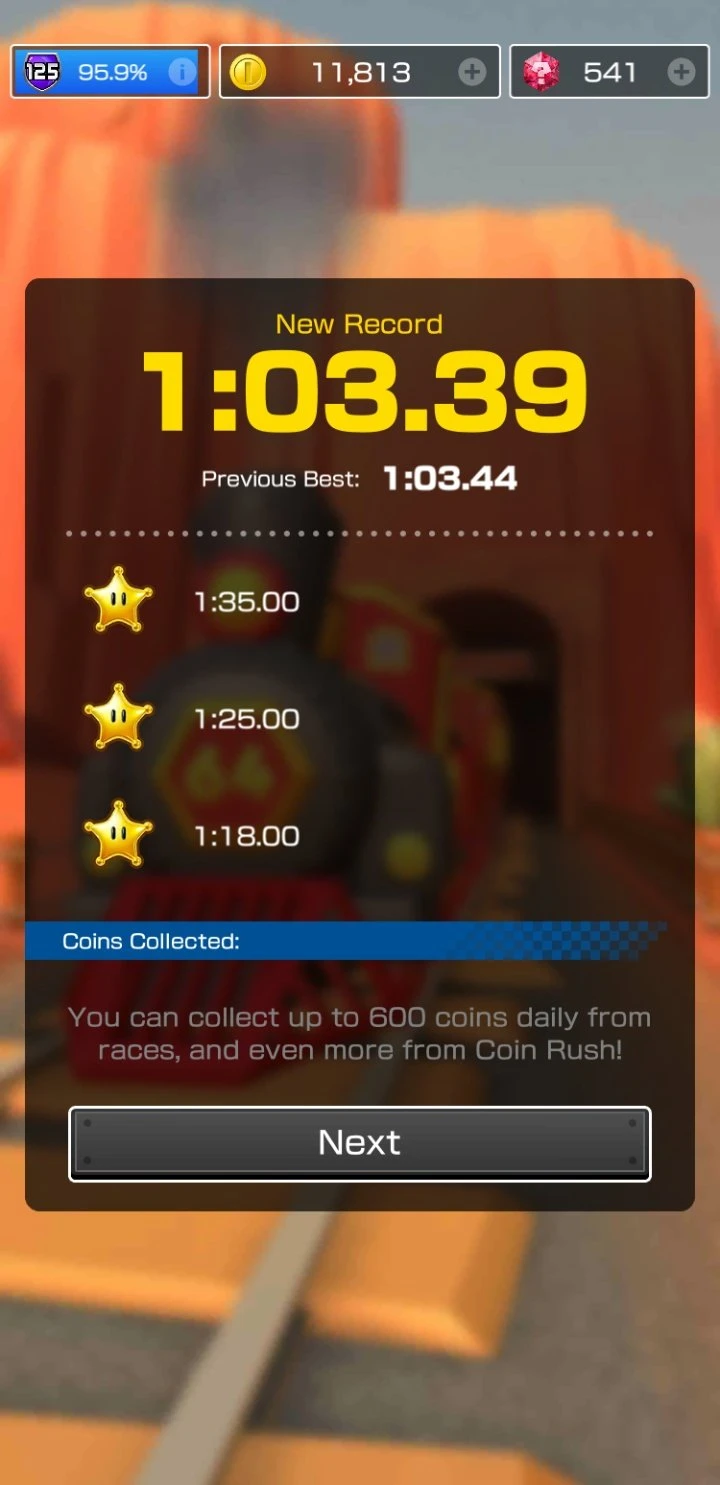 125 95.9% i 11,813 + ? 541 +
New Record
1:03.39
Previous Best: 1:03.44
1:35.00
1:25.00
64
1:18.00
Coins Collected:
You can collect up to 600 coins daily from
races, and even more from Coin Rush!
Next